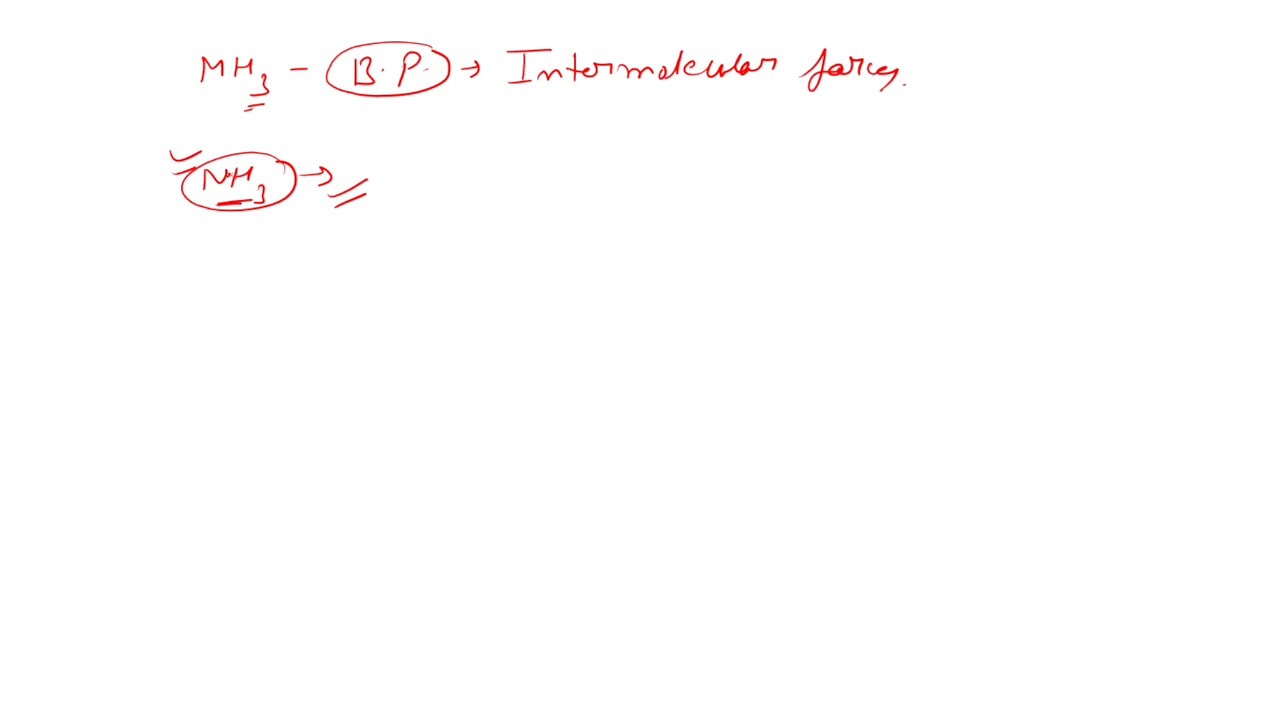 MH3 - B.P. → Intermolecular forces.
NH3 →